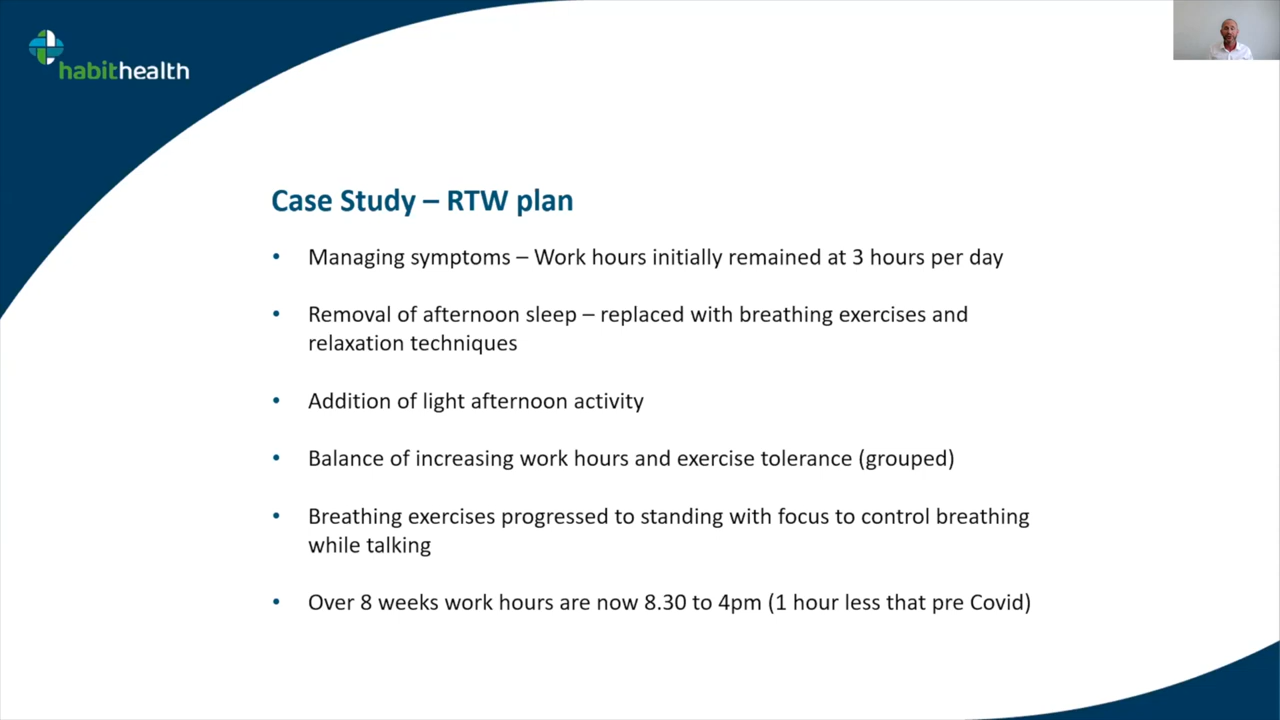 habithealth
Case Study – RTW plan
• Managing symptoms – Work hours initially remained at 3 hours per day
• Removal of afternoon sleep – replaced with breathing exercises and
relaxation techniques
• Addition of light afternoon activity
• Balance of increasing work hours and exercise tolerance (grouped)
• Breathing exercises progressed to standing with focus to control breathing
while talking
• Over 8 weeks work hours are now 8.30 to 4pm (1 hour less that pre Covid)